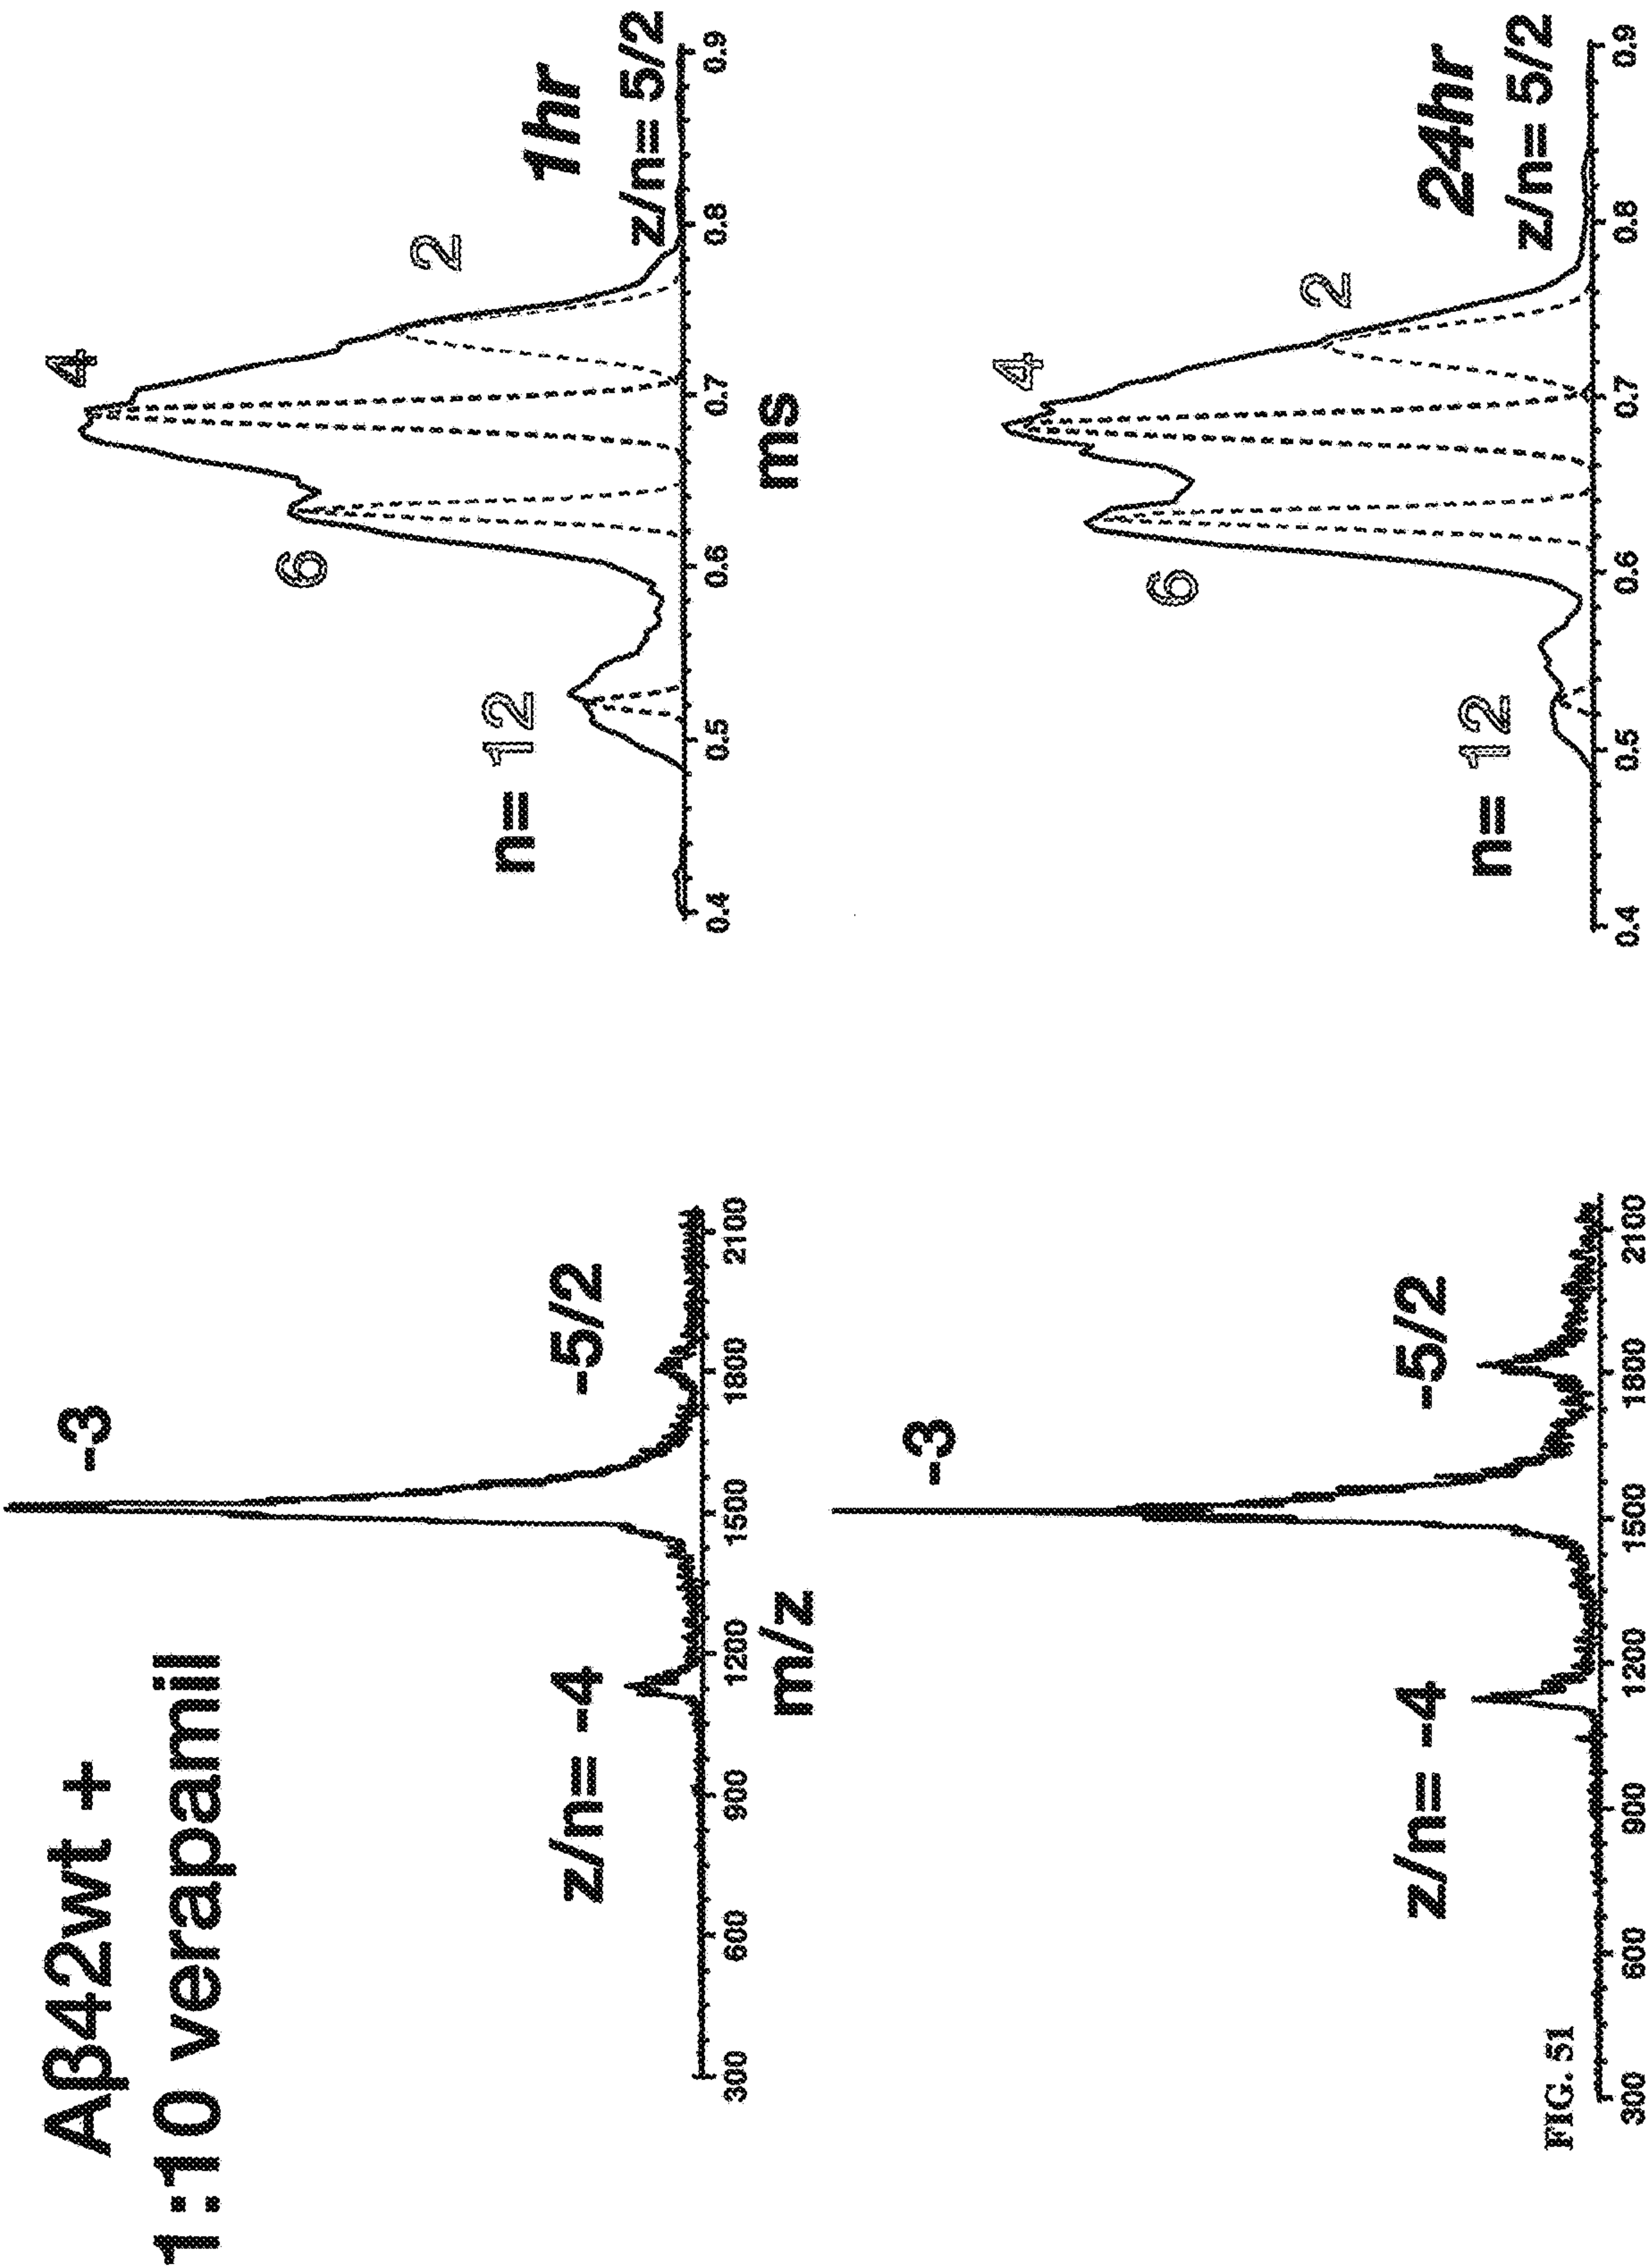 Aβ42wt +
1:10 verapamil
-3
z/n= -4
-5/2
300 600 900 1200 1500 1800 2100
m/z
4
2
6
n= 12
1hr
z/n= 5/2
0.4 0.5 0.6 0.7 0.8 0.9
ms
-3
z/n= -4
-5/2
300 600 900 1200 1500 1800 2100
4
2
6
n= 12
24hr
z/n= 5/2
0.4 0.5 0.6 0.7 0.8 0.9
FIG. 51